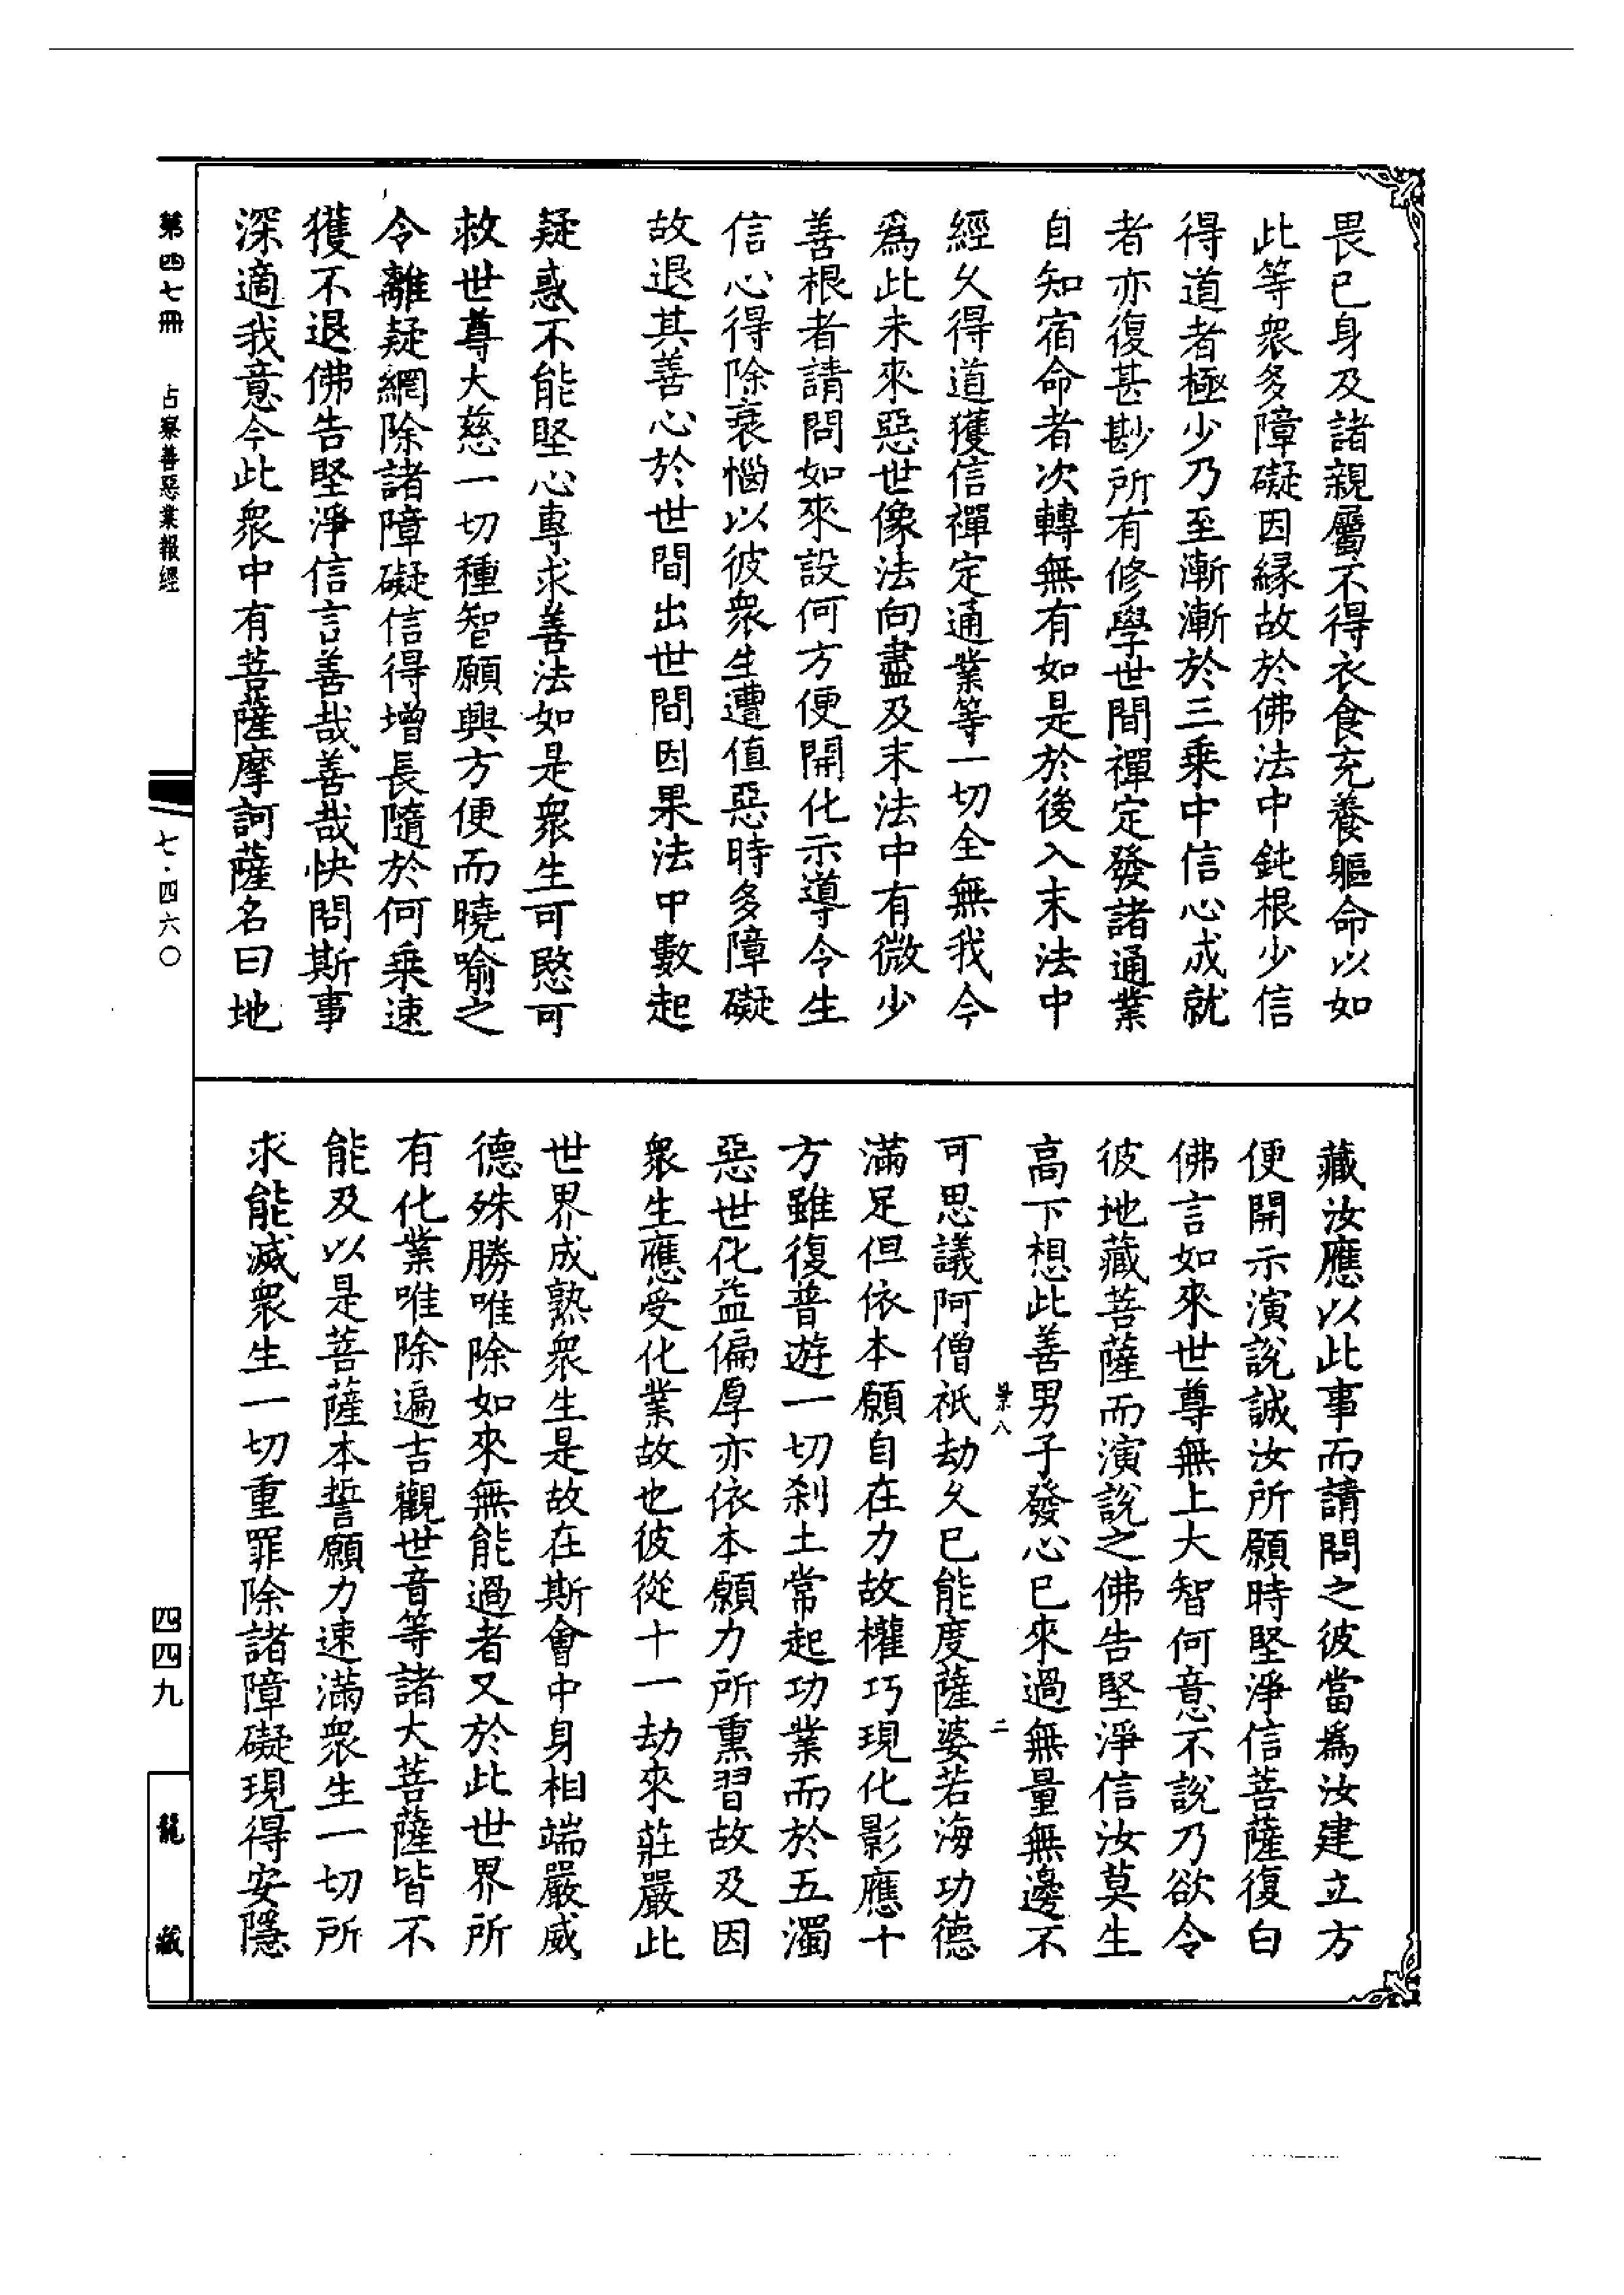 畏已身及諸親屬不得衣食充養軀命以如
此等衆多障礙因緣故於佛法中鈍根少信
得道者極少乃至漸漸於三乘中信心成就
者亦復甚尠所有修學世間禪定發諸通業
自知宿命者次轉無有如是於後入末法中
經久得道獲信禪定通業等一切全無我今
爲此未來惡世像法向盡及末法中有微少
善根者請問如來設何方便開化示導令生
信心得除衰惱以彼衆生遭值惡時多障礙
故退其善心於世間出世間因果法中數起
疑惑不能堅心專求善法如是衆生可愍可
救世尊大慈一切種智願興方便而曉喻之
令離疑網除諸障礙信得增長隨於何乘速
獲不退佛告堅淨信言善哉善哉快問斯事
深適我意今此衆中有菩薩摩訶薩名曰地
藏汝應以此事而請問之彼當爲汝建立方
便開示演說誠汝所願時堅淨信菩薩復白
佛言如來世尊無上大智何意不說乃欲令
彼地藏菩薩而演說之佛告堅淨信汝莫生
高下想此善男子發心已來過無量無邊不
業八 二
可思議阿僧祇劫久已能度薩婆若海功德
滿足但依本願自在力故權巧現化影應十
方雖復普遊一切刹土常起功業而於五濁
惡世化益偏厚亦依本願力所熏習故及因
衆生應受化業故也彼從十一劫來莊嚴此
世界成熟衆生是故在斯會中身相端嚴威
德殊勝唯除如來無能過者又於此世界所
有化業唯除遍吉觀世音等諸大菩薩皆不
能及以是菩薩本誓願力速滿衆生一切所
求能滅衆生一切重罪除諸障礙現得安隱
第四七冊 占察善惡業報經
七·四六〇
四四九
龍藏